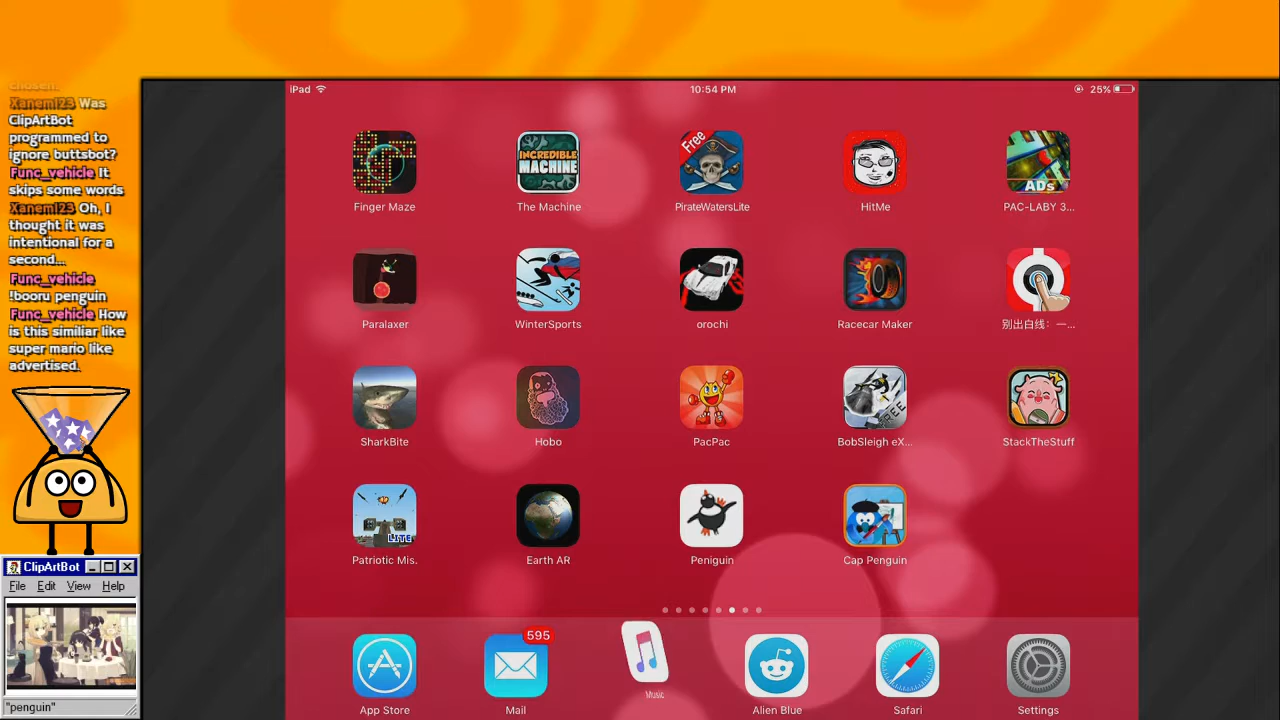 chosen.
Xanem123 Was
ClipArtBot
programmed to
ignore buttsbot?
Func_vehicle It
skips some words
Xanem123 Oh, I
thought it was
intentional for a
second...
Func_vehicle
!booru penguin
Func_vehicle How
is this similiar like
super mario like
advertised.
ClipArtBot
File Edit View Help
"penguin"
iPad
10:54 PM
25%
INCREDIBLE
MACHINE
Free
ADs
Finger Maze
The Machine
PirateWatersLite
HitMe
PAC-LABY 3...
Paralaxer
WinterSports
orochi
Racecar Maker
别出白线：一...
FREE
SharkBite
Hobo
PacPac
BobSleigh eX...
StackTheStuff
LITE
Patriotic Mis.
Earth AR
Peniguin
Cap Penguin
595
App Store
Mail
Music
Alien Blue
Safari
Settings